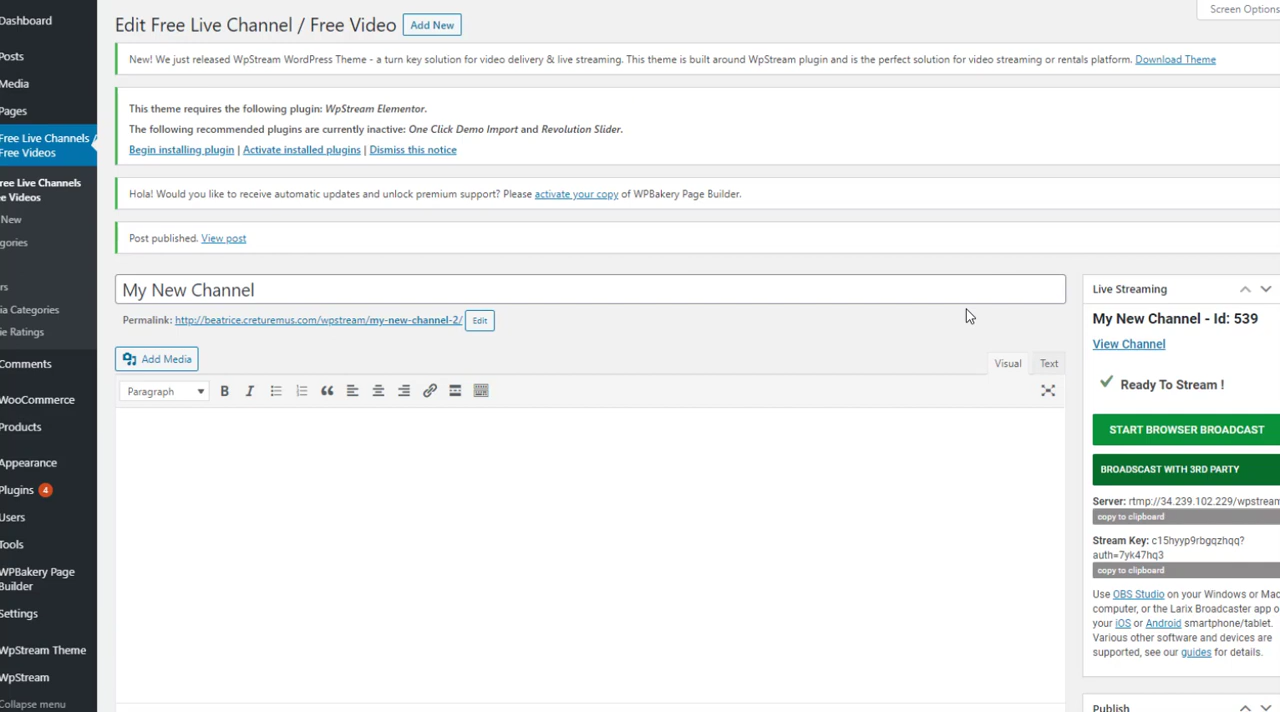 Screen Options
Edit Free Live Channel / Free Video
Add New
New! We just released WpStream WordPress Theme - a turn key solution for video delivery & live streaming. This theme is built around WpStream plugin and is the perfect solution for video streaming or rentals platform. Download Theme
This theme requires the following plugin: WpStream Elementor.
The following recommended plugins are currently inactive: One Click Demo Import and Revolution Slider.
Begin installing plugin | Activate installed plugins | Dismiss this notice
Hola! Would you like to receive automatic updates and unlock premium support? Please activate your copy of WPBakery Page Builder.
Post published. View post
My New Channel
Permalink: http://beatrice.creturemus.com/wpstream/my-new-channel-2/ Edit
Add Media
Visual Text
Paragraph
Dashboard
Posts
Media
Pages
Free Live Channels /
Free Videos
ree Live Channels
e Videos
New
gories
rs
ia Categories
ie Ratings
Comments
WooCommerce
Products
Appearance
Plugins 4
Users
Tools
WPBakery Page
Builder
Settings
WpStream Theme
WpStream
Collapse menu
Live Streaming
My New Channel - Id: 539
View Channel
Ready To Stream !
START BROWSER BROADCAST
BROADSCAST WITH 3RD PARTY
Server: rtmp://34.239.102.229/wpstream
copy to clipboard
Stream Key: c15hyyp9rbgqzhqq?
auth=7yk47hq3
copy to clipboard
Use OBS Studio on your Windows or Mac
computer, or the Larix Broadcaster app o
your iOS or Android smartphone/tablet.
Various other software and devices are
supported, see our guides for details.
Publish